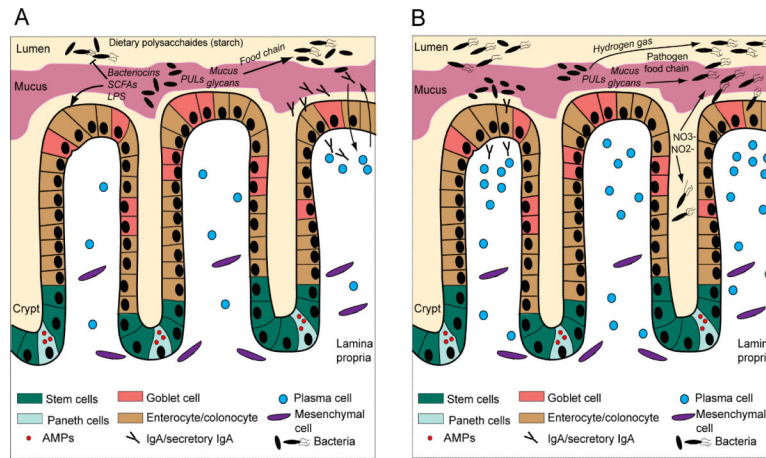 A
Lumen
Dietary polysacchaides (starch)
Food chain
Bacteriocins
SCFAs
LPS
PULs
Mucus
glycans
Mucus
Crypt
Lamina
propria
Stem cells
Goblet cell
Plasma cell
Paneth cells
Enterocyte/colonocyte
Mesenchymal
cell
AMPs
IgA/secretory IgA
Bacteria
B
Lumen
Hydrogen gas
Pathogen
food chain
PULs
Mucus
glycans
Mucus
NO3-
NO2-
Crypt
Lamina
propria
Stem cells
Goblet cell
Plasma cell
Paneth cells
Enterocyte/colonocyte
Mesenchymal
cell
AMPs
IgA/secretory IgA
Bacteria